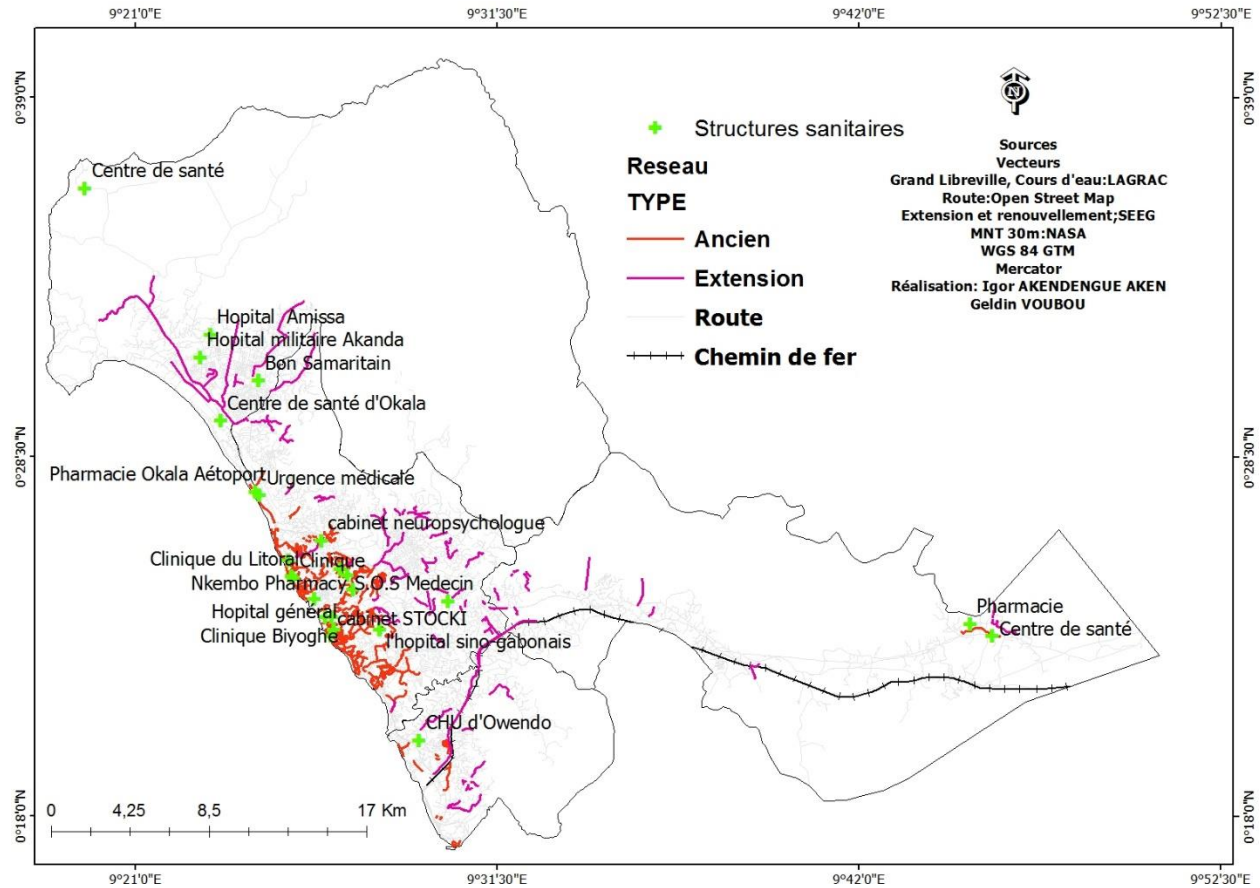 9°21'0"E
9°31'30"E
9°42'0"E
9°52'30"E
0°39'0"N
0°39'0"N
N
Structures sanitaires
Reseau
TYPE
Ancien
Extension
Route
Chemin de fer
Sources
Vecteurs
Grand Libreville, Cours d'eau:LAGRAC
Route:Open Street Map
Extension et renouvellement;SEEG
MNT 30m:NASA
WGS 84 GTM
Mercator
Réalisation: Igor AKENDENGUE AKEN
Geldin VOUBOU
Centre de santé
Hopital Amissa
Hopital militaire Akanda
Bon Samaritain
Centre de santé d'Okala
0°28'30"N
0°28'30"N
Pharmacie Okala Aétoport
Urgence médicale
cabinet neuropsychologue
Clinique du Litoral
Clinique
Nkembo Pharmacy
S.O.S Medecin
Hopital général
cabinet STOCKI
Clinique Biyoghe
l'hopital sino-gabonais
Pharmacie
Centre de santé
CHU d'Owendo
0°18'0"N
0°18'0"N
0 4,25 8,5 17 Km
9°21'0"E
9°31'30"E
9°42'0"E
9°52'30"E